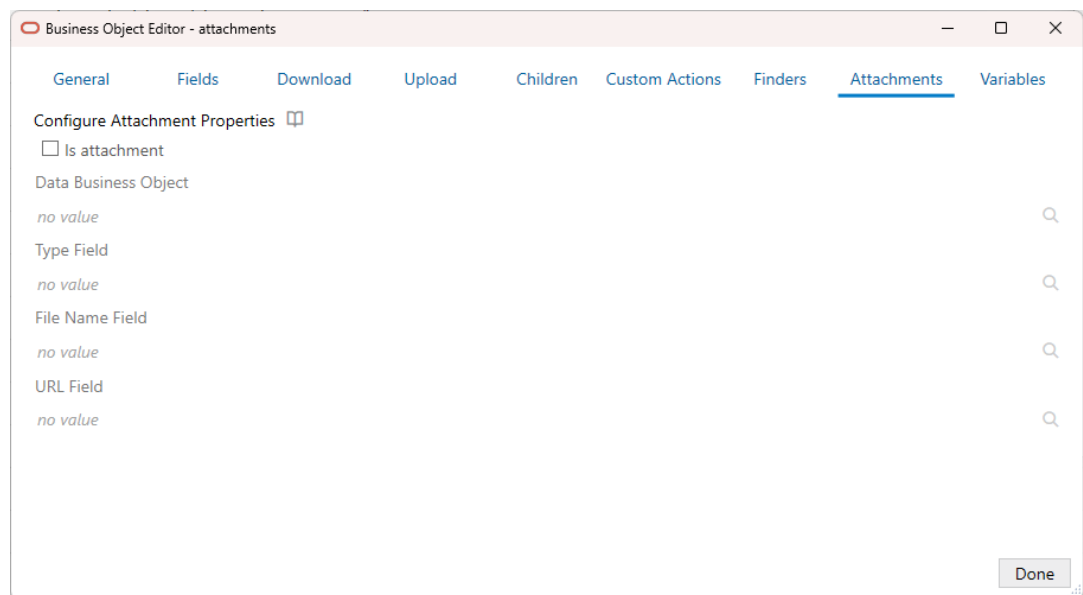 Business Object Editor - attachments
General Fields Download Upload Children Custom Actions Finders Attachments Variables
Configure Attachment Properties
Is attachment
Data Business Object
no value
Type Field
no value
File Name Field
no value
URL Field
no value
Done